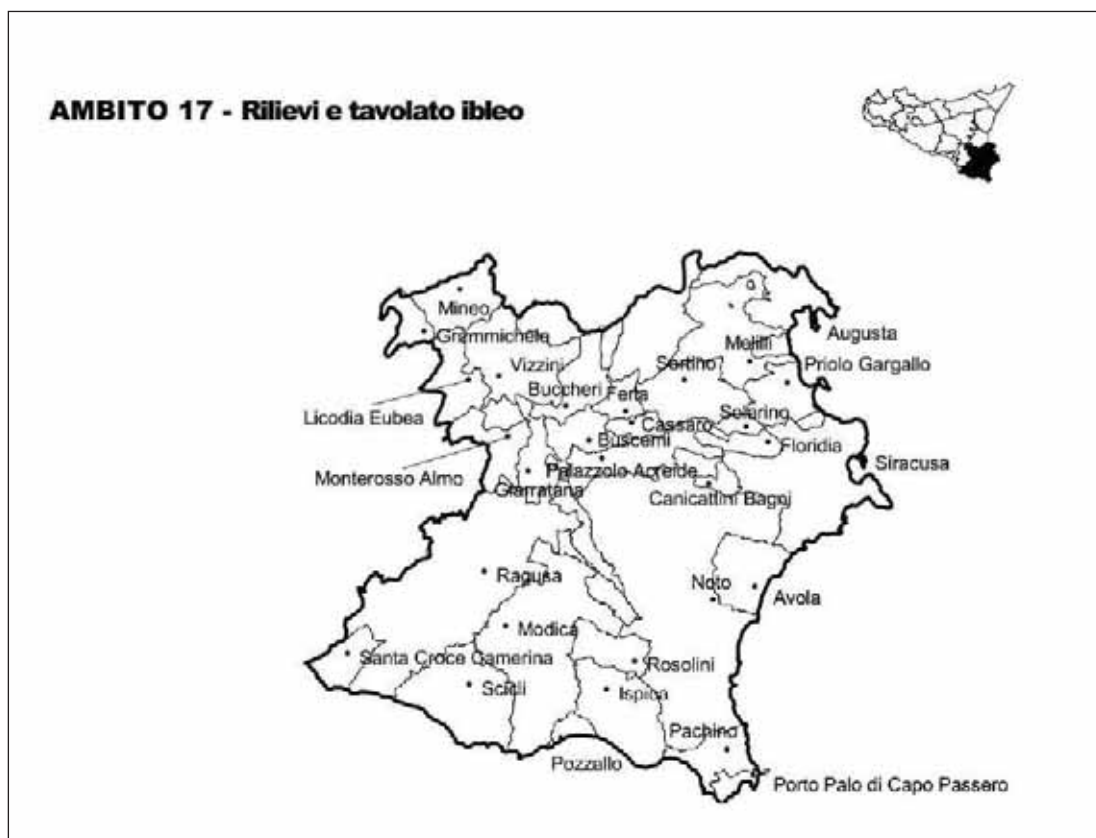 AMBITO 17 - Rilievi e tavolato ibleo
Mineo
Grammichele
Augusta
Melilli
Vizzini
Sortino
Priolo Gargallo
Buccheri
Ferla
Licodia Eubea
Solarino
Cassaro
Buscemi
Floridia
Siracusa
Monterosso Almo
Palazzolo Acreide
Giarratana
Canicattini Bagni
Ragusa
Noto
Avola
Modica
Santa Croce Camerina
Rosolini
Scicli
Ispica
Pachino
Pozzallo
Porto Palo di Capo Passero